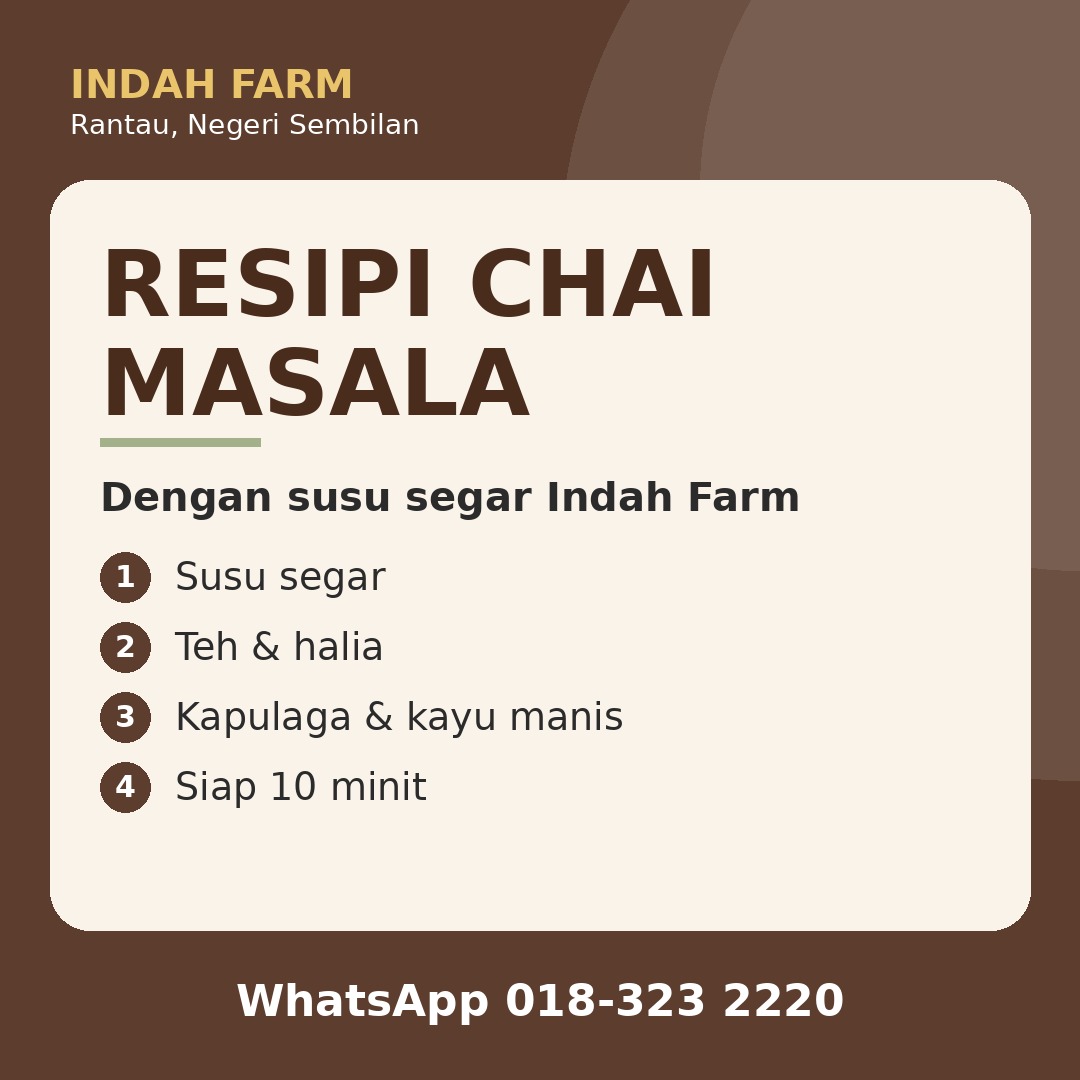 INDAH FARM
Rantau, Negeri Sembilan
RESIPI CHAI
MASALA
Dengan susu segar Indah Farm
1 Susu segar
2 Teh & halia
3 Kapulaga & kayu manis
4 Siap 10 minit
WhatsApp 018-323 2220